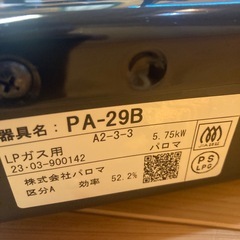 器具名：PA-29B
A2-3-3 5.75kW
LPガス用 パロマ
23·03-900142
株式会社パロマ
区分A 効率 52.2%
JIA
PS
LPG